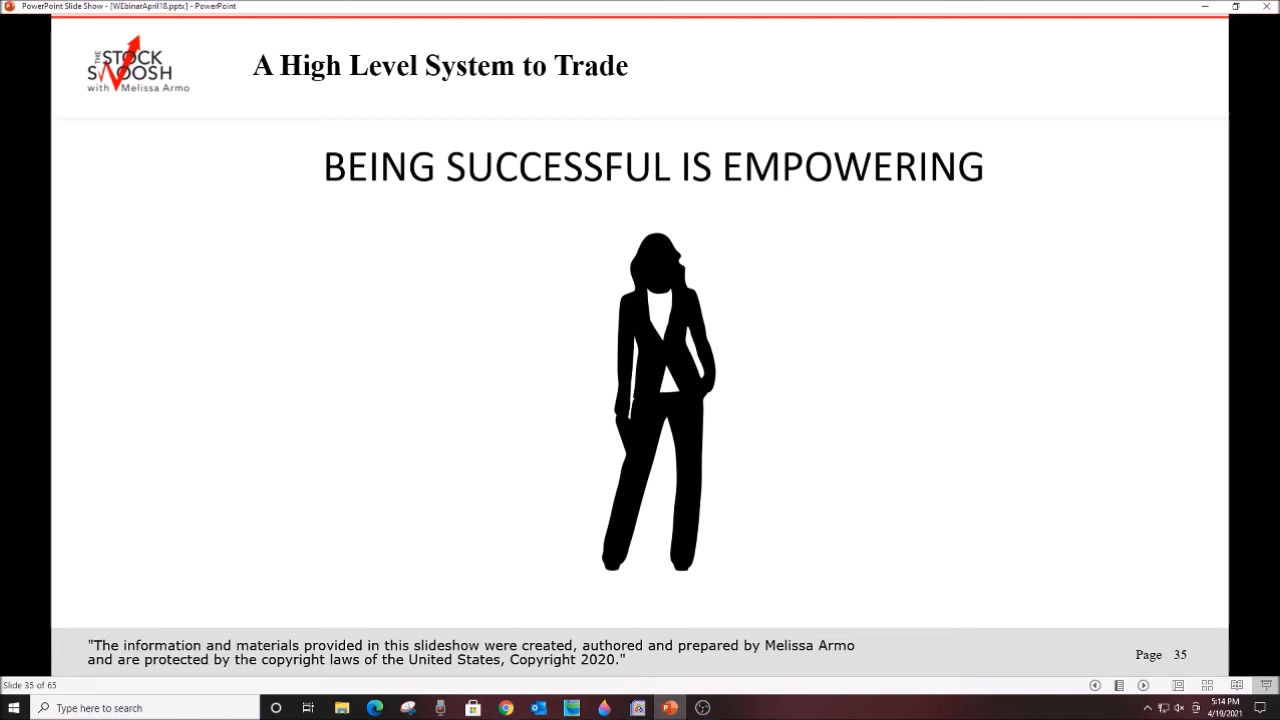 PowerPoint Slide Show - [WEbinarApril18.pptx] - PowerPoint
THE
STOCK
SWOOSH
with Melissa Armo
A High Level System to Trade
BEING SUCCESSFUL IS EMPOWERING
"The information and materials provided in this slideshow were created, authored and prepared by Melissa Armo
and are protected by the copyright laws of the United States, Copyright 2020."
Page 35
Slide 35 of 65
Type here to search
5:14 PM
4/19/2021